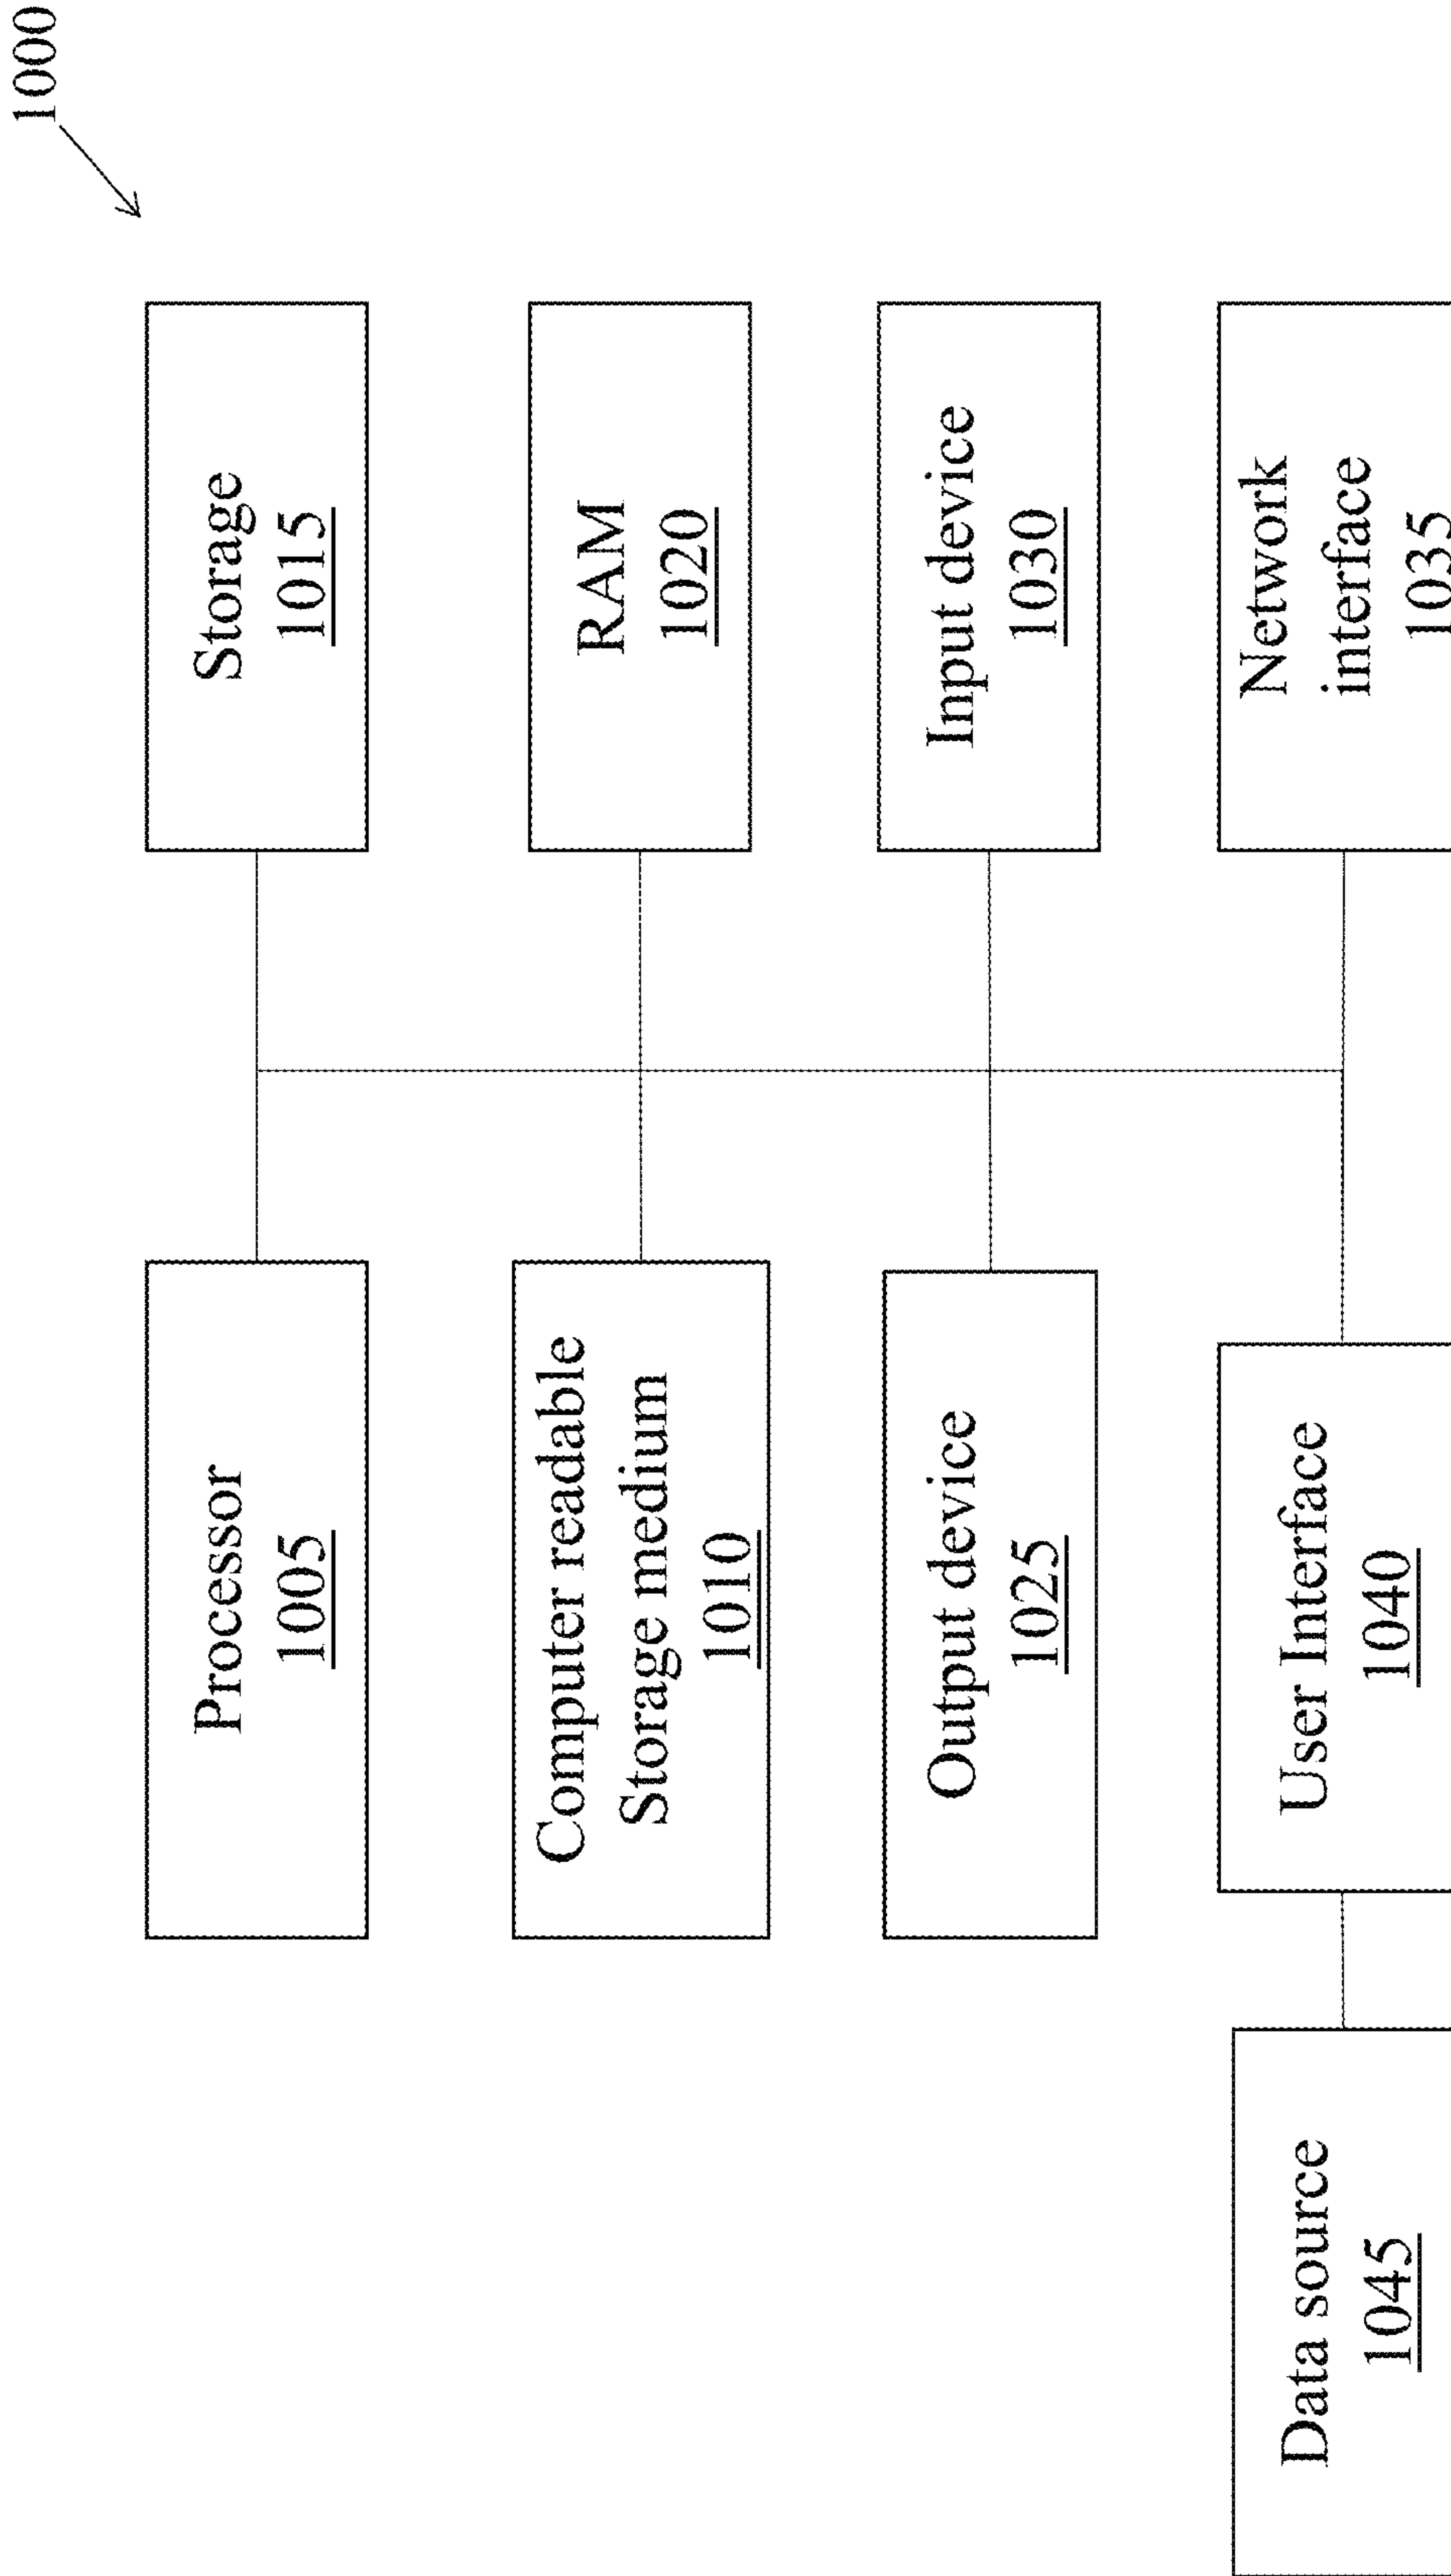 1000
Processor
1005
Storage
1015
Computer readable
Storage medium
1010
RAM
1020
Output device
1025
Input device
1030
Data source
1045
User Interface
1040
Network
interface
1035